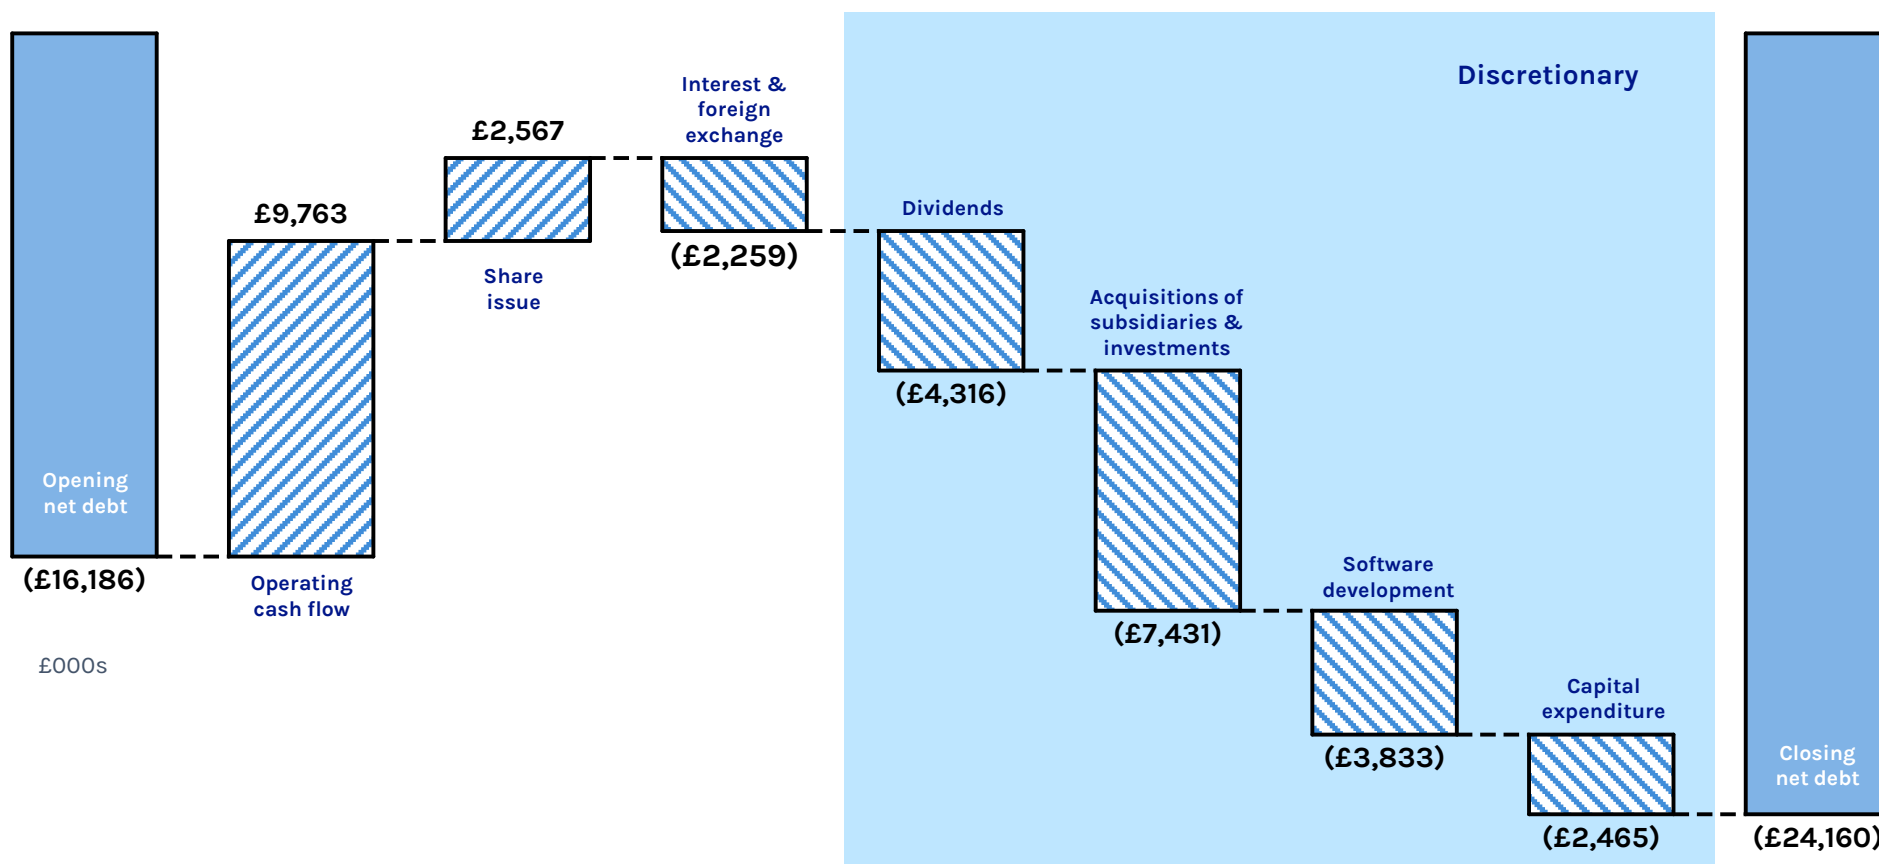 Discretionary
Opening
net debt
(£16,186)
£9,763
Operating
cash flow
£2,567
Share
issue
Interest &
foreign
exchange
(£2,259)
Dividends
(£4,316)
Acquisitions of
subsidiaries &
investments
(£7,431)
Software
development
(£3,833)
Capital
expenditure
(£2,465)
Closing
net debt
(£24,160)
£000s